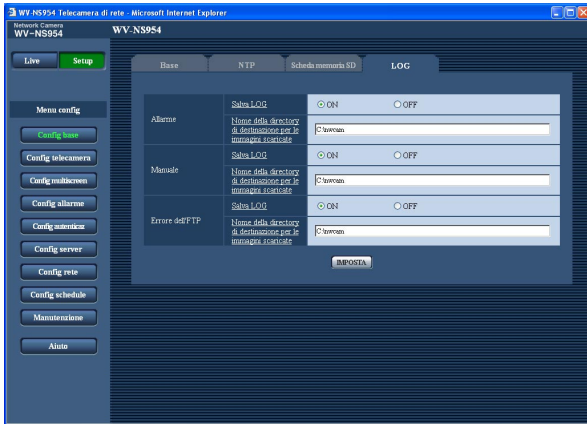 WV-NS954 Telecamera di rete - Microsoft Internet Explorer
Network Camera
WV-NS954
WV-NS954
Live
Setup
Base
NTP
Scheda memoria SD
LOG
Menu config
Config base
Config telecamera
Config multiscreen
Config allarme
Config autenticaz
Config server
Config rete
Config schedule
Manutenzione
Aiuto
Allarme
Salva LOG
ON
OFF
Nome della directory
di destinazione per le
immagini scaricate
C:\nwcam
Manuale
Salva LOG
ON
OFF
Nome della directory
di destinazione per le
immagini scaricate
C:\nwcam
Errore dell'FTP
Salva LOG
ON
OFF
Nome della directory
di destinazione per le
immagini scaricate
C:\nwcam
IMPOSTA